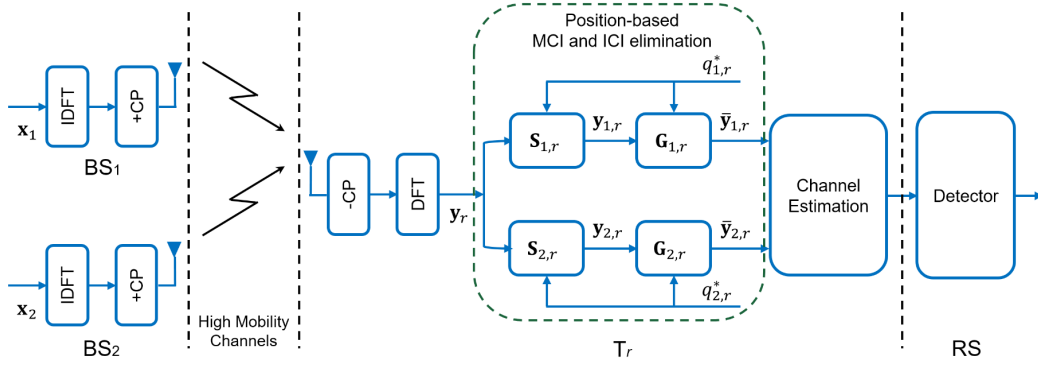 IDFT
+CP
𝐱₁
BS₁
IDFT
+CP
𝐱₂
BS₂
High Mobility
Channels
-CP
DFT
𝐲ᵣ
Position-based
MCI and ICI elimination
q*₁,ᵣ
𝐒₁,ᵣ
𝐲₁,ᵣ
𝐆₁,ᵣ
ȳ₁,ᵣ
𝐒₂,ᵣ
𝐲₂,ᵣ
𝐆₂,ᵣ
ȳ₂,ᵣ
q*₂,ᵣ
Tᵣ
Channel
Estimation
Detector
RS